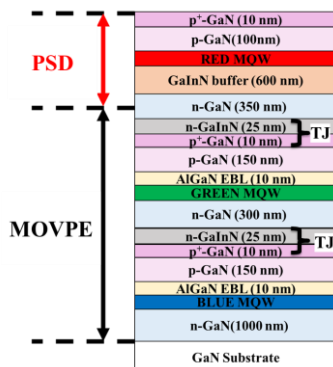 p⁺-GaN (10 nm)
p-GaN(100nm)
PSD
RED MQW
GaInN buffer (600 nm)
n-GaN (350 nm)
n-GaInN (25 nm)
TJ
p⁺-GaN (10 nm)
p-GaN (150 nm)
AlGaN EBL (10 nm)
GREEN MQW
MOVPE
n-GaN (300 nm)
n-GaInN (25 nm)
TJ
p⁺-GaN (10 nm)
p-GaN (150 nm)
AlGaN EBL (10 nm)
BLUE MQW
n-GaN(1000 nm)
GaN Substrate